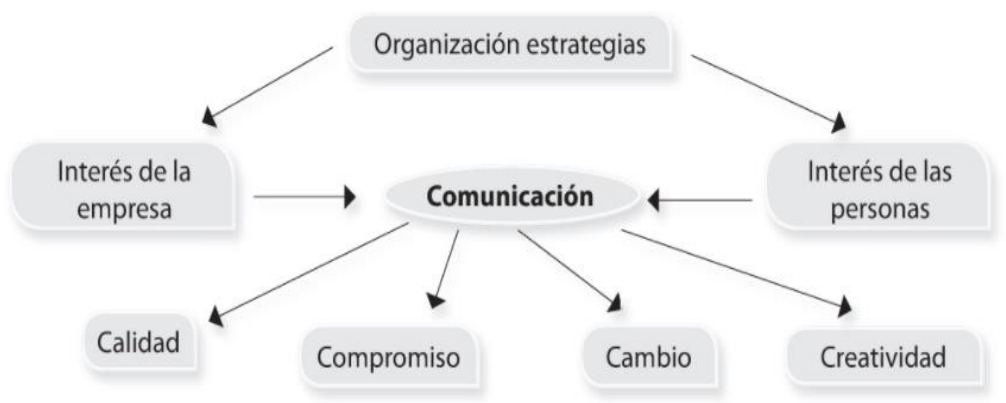 Organización estrategias
Interés de la
empresa
Comunicación
Interés de las
personas
Calidad
Compromiso
Cambio
Creatividad